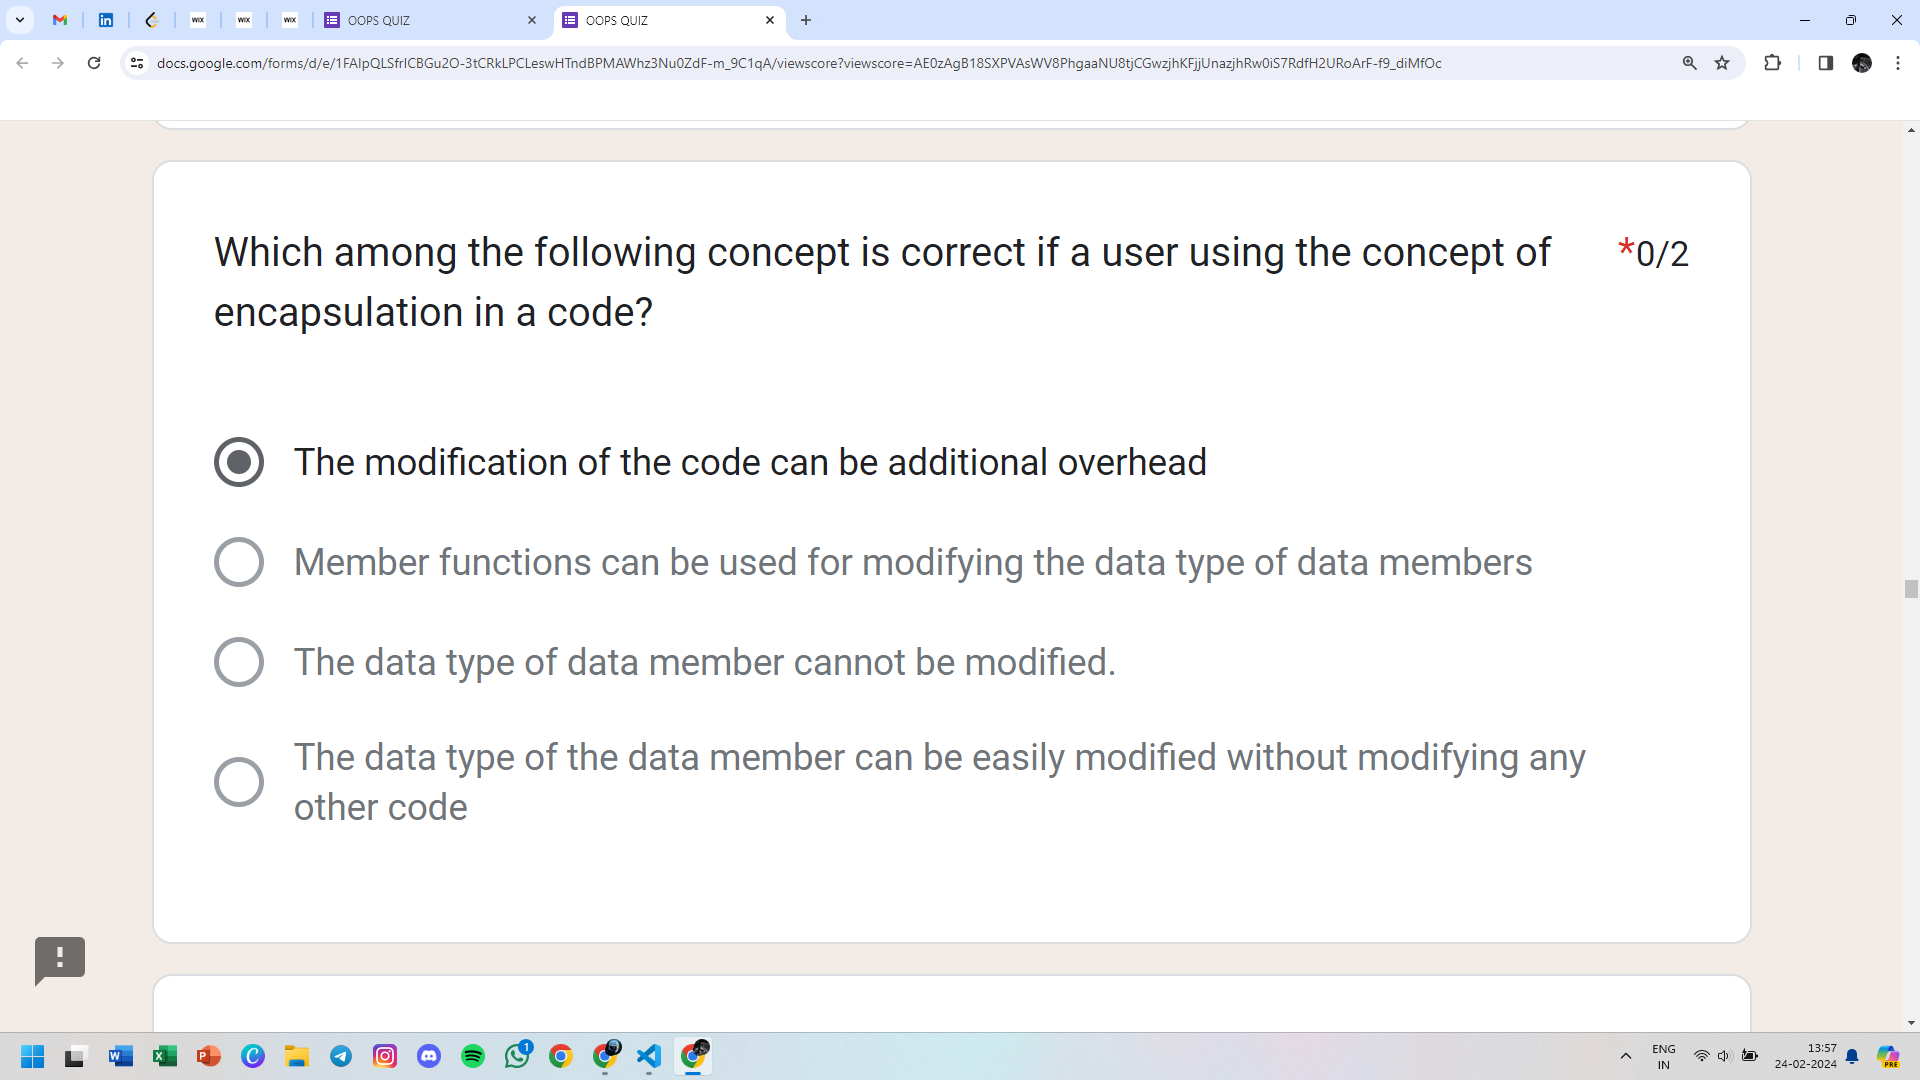 OOPS QUIZ
OOPS QUIZ
docs.google.com/forms/d/e/1FAIpQLSfrICBGu2O-3tCRkLPCLeswHTndBPMAWhz3Nu0ZdF-m_9C1qA/viewscore?viewscore=AE0zAgB18SXPVAsWV8PhgaaNU8tjCGwzjhKFjjUnazjhRw0iS7RdfH2URoArF-f9_diMfOc
Which among the following concept is correct if a user using the concept of
encapsulation in a code?
*0/2
The modification of the code can be additional overhead
Member functions can be used for modifying the data type of data members
The data type of data member cannot be modified.
The data type of the data member can be easily modified without modifying any
other code
ENG
IN
13:57
24-02-2024